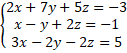 2x + 7y + 5z = −3
x − y + 2z = −1
3x − 2y − 2z = 5